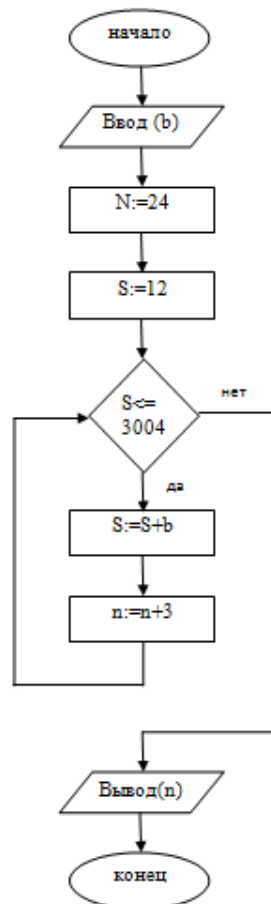 начало
Ввод (b)
N:=24
S:=12
S<=
3004
нет
да
S:=S+b
n:=n+3
Вывод(n)
конец